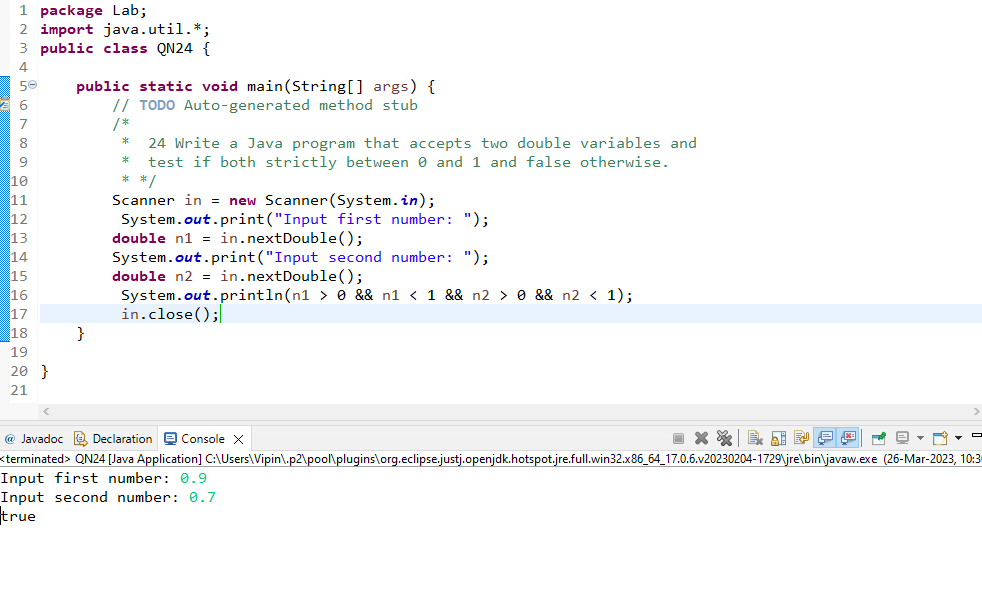 1 package Lab;
2 import java.util.*;
3 public class QN24 {
4
5 public static void main(String[] args) {
6 // TODO Auto-generated method stub
7 /*
8 * 24 Write a Java program that accepts two double variables and
9 * test if both strictly between 0 and 1 and false otherwise.
10 * */
11 Scanner in = new Scanner(System.in);
12 System.out.print("Input first number: ");
13 double n1 = in.nextDouble();
14 System.out.print("Input second number: ");
15 double n2 = in.nextDouble();
16 System.out.println(n1 > 0 && n1 < 1 && n2 > 0 && n2 < 1);
17 in.close();
18 }
19
20 }
21
@ Javadoc Declaration Console
<terminated> QN24 [Java Application] C:\Users\Vipin\.p2\pool\plugins\org.eclipse.justj.openjdk.hotspot.jre.full.win32.x86_64_17.0.6.v20230204-1729\jre\bin\javaw.exe (26-Mar-2023, 10:3
Input first number: 0.9
Input second number: 0.7
true